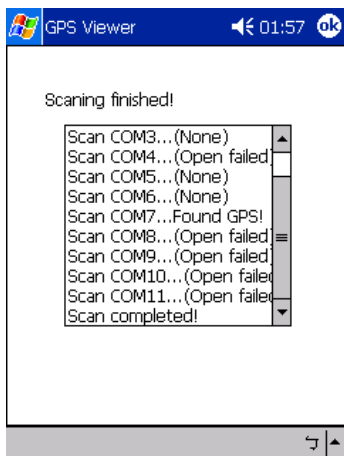 GPS Viewer 01:57 ok
Scaning finished!
Scan COM3...(None)
Scan COM4...(Open failed)
Scan COM5...(None)
Scan COM6...(None)
Scan COM7...Found GPS!
Scan COM8...(Open failed)
Scan COM9...(Open failed)
Scan COM10...(Open failed
Scan COM11...(Open failed
Scan completed!